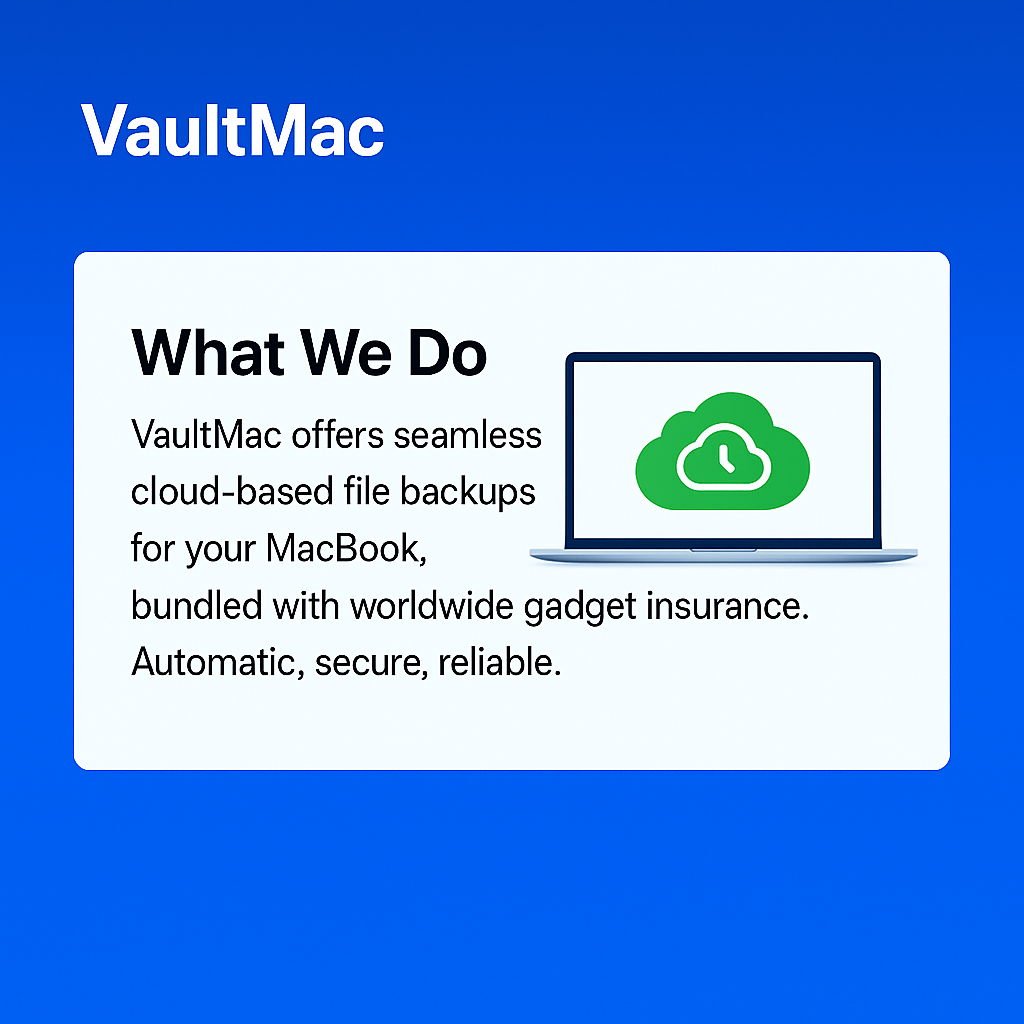 VaultMac
What We Do
VaultMac offers seamless
cloud-based file backups
for your MacBook,
bundled with worldwide gadget insurance.
Automatic, secure, reliable.